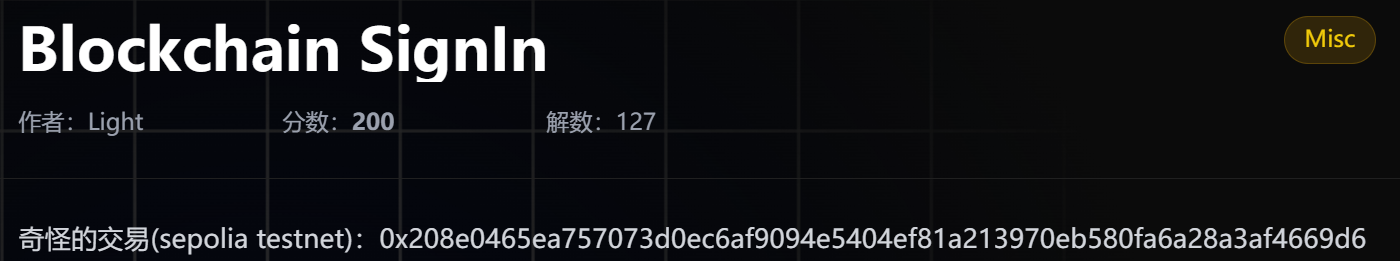 Blockchain SignIn
Misc
作者：Light 分数：200 解数：127
奇怪的交易(sepolia testnet)：0x208e0465ea757073d0ec6af9094e5404ef81a213970eb580fa6a28a3af4669d6